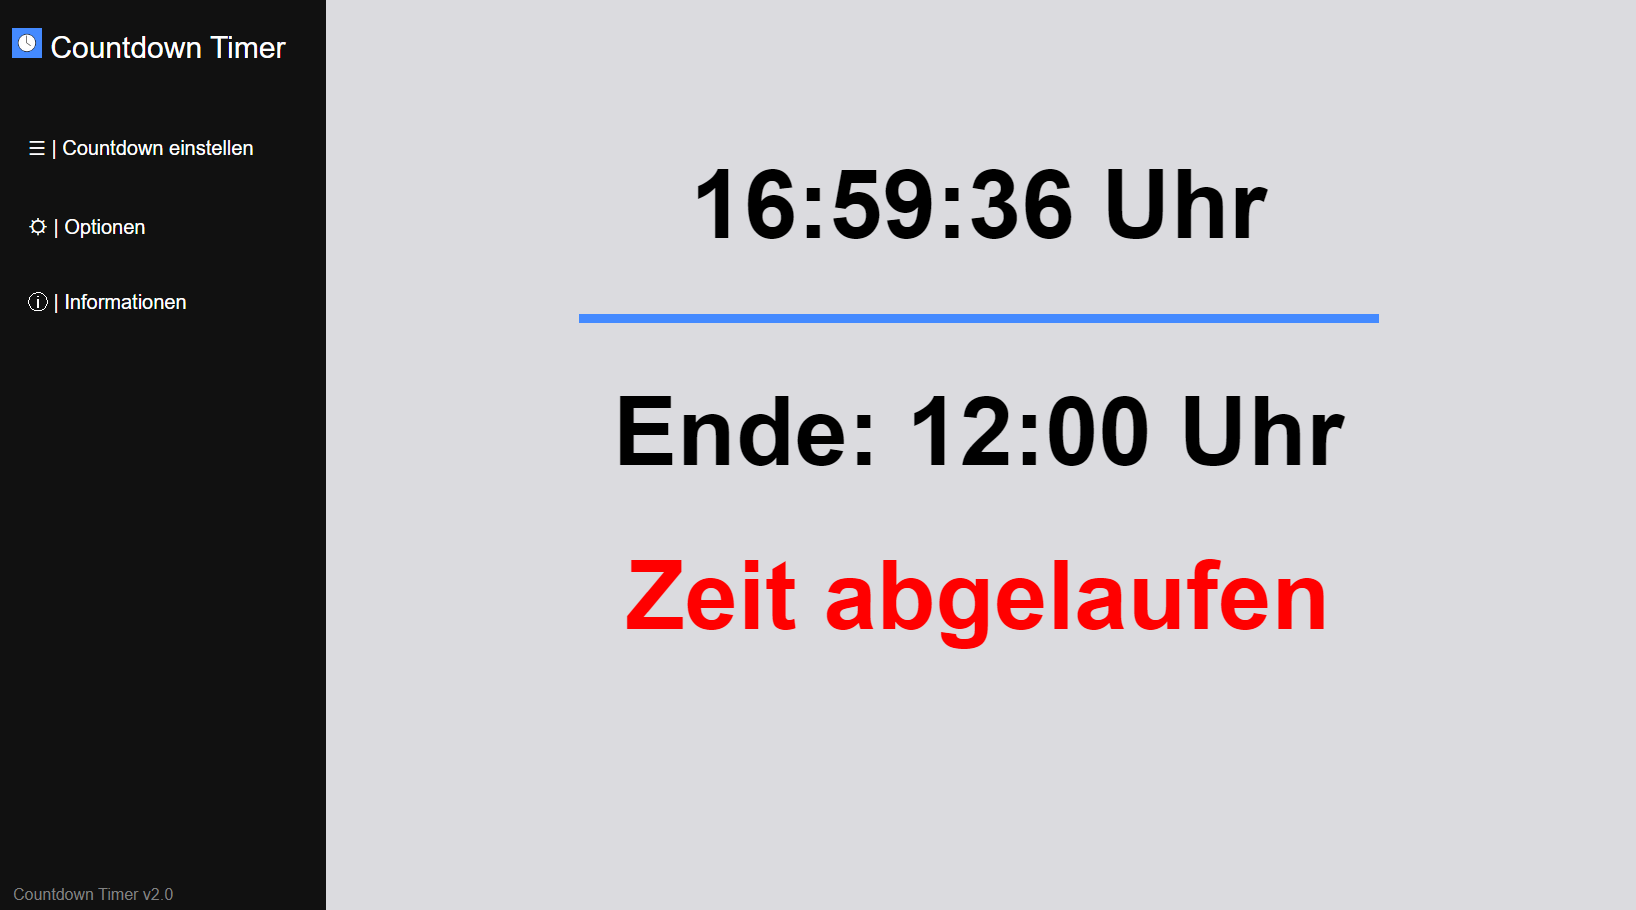 Countdown Timer
☰ | Countdown einstellen
⛭ | Optionen
ⓘ | Informationen
16:59:36 Uhr
Ende: 12:00 Uhr
Zeit abgelaufen
Countdown Timer v2.0